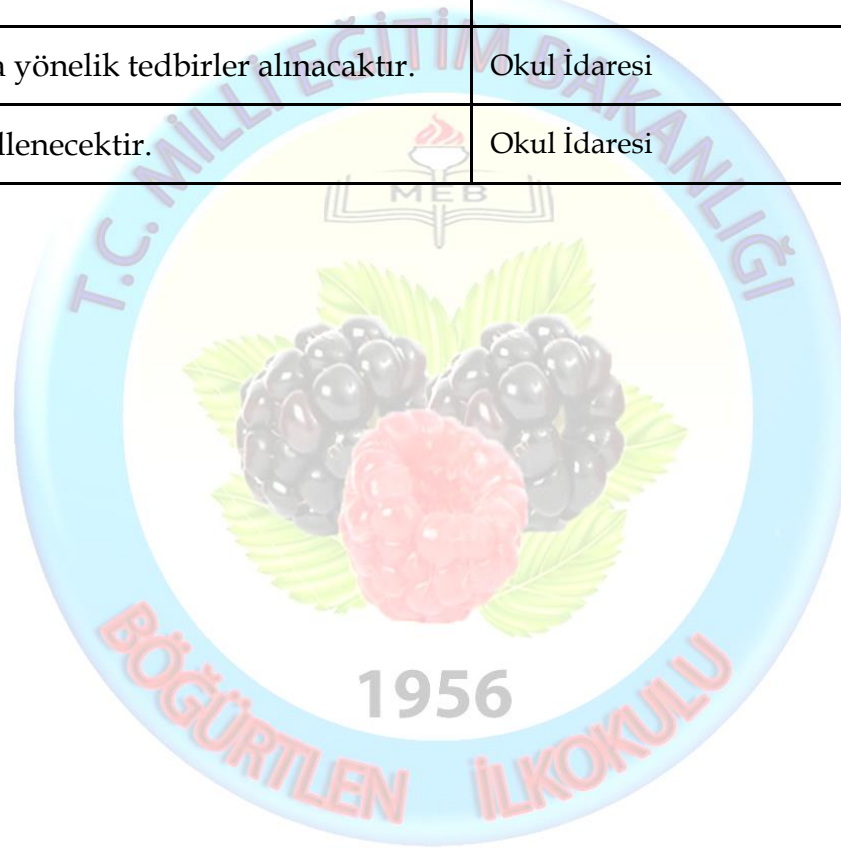 yönelik tedbirler alınacaktır. Okul İdaresi
llenecektir. Okul İdaresi
T.C. MİLLİ EĞİTİM BAKANLIĞI
MEB
1956
BÖĞÜRTLEN İLKOKULU